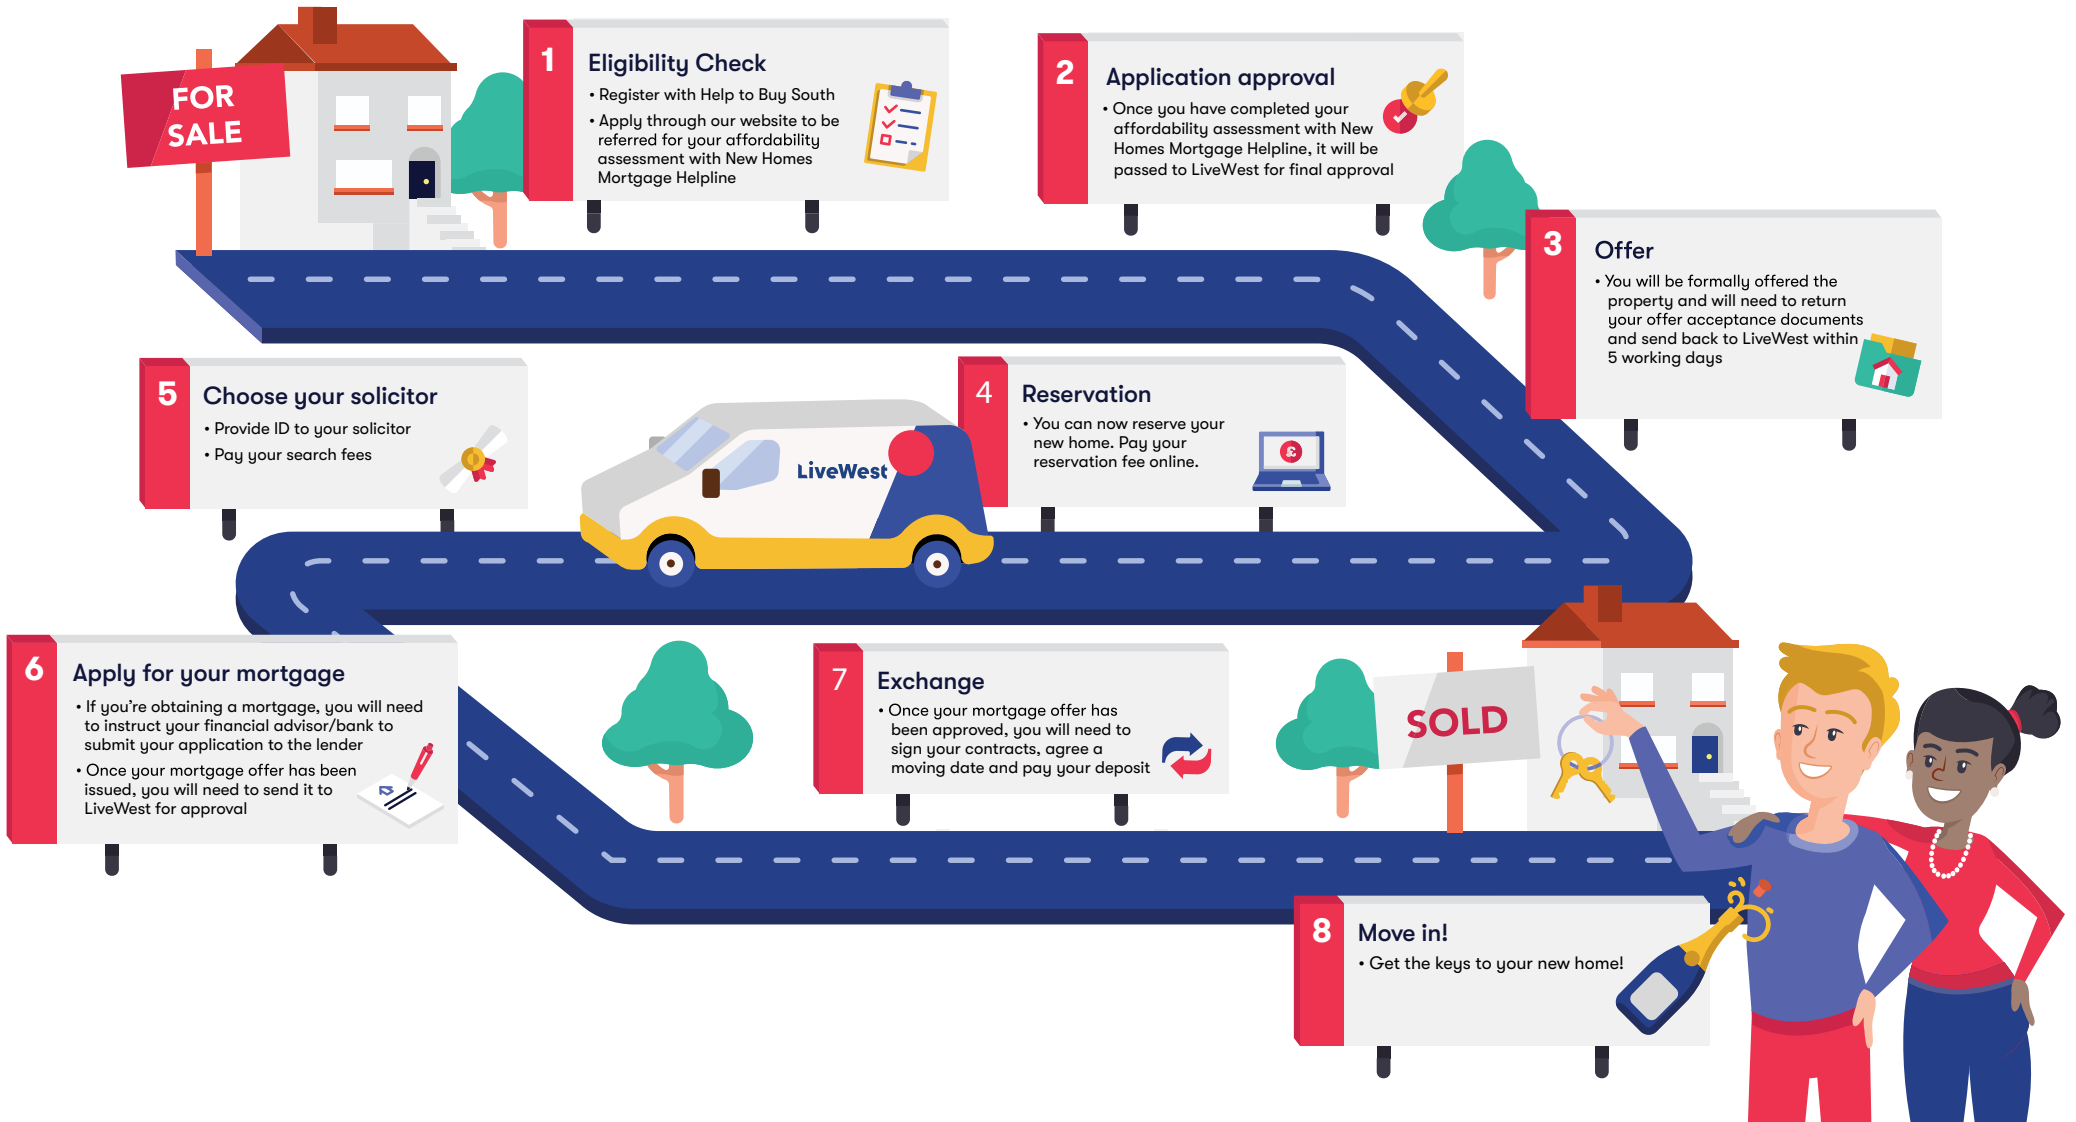 FOR
SALE
1
Eligibility Check
• Register with Help to Buy South
• Apply through our website to be
referred for your affordability
assessment with New Homes
Mortgage Helpline
2
Application approval
• Once you have completed your
affordability assessment with New
Homes Mortgage Helpline, it will be
passed to LiveWest for final approval
3
Offer
• You will be formally offered the
property and will need to return
your offer acceptance documents
and send back to LiveWest within
5 working days
4
Reservation
• You can now reserve your
new home. Pay your
reservation fee online.
£
LiveWest
5
Choose your solicitor
• Provide ID to your solicitor
• Pay your search fees
6
Apply for your mortgage
• If you’re obtaining a mortgage, you will need
to instruct your financial advisor/bank to
submit your application to the lender
• Once your mortgage offer has been
issued, you will need to send it to
LiveWest for approval
7
Exchange
• Once your mortgage offer has
been approved, you will need to
sign your contracts, agree a
moving date and pay your deposit
SOLD
8
Move in!
• Get the keys to your new home!